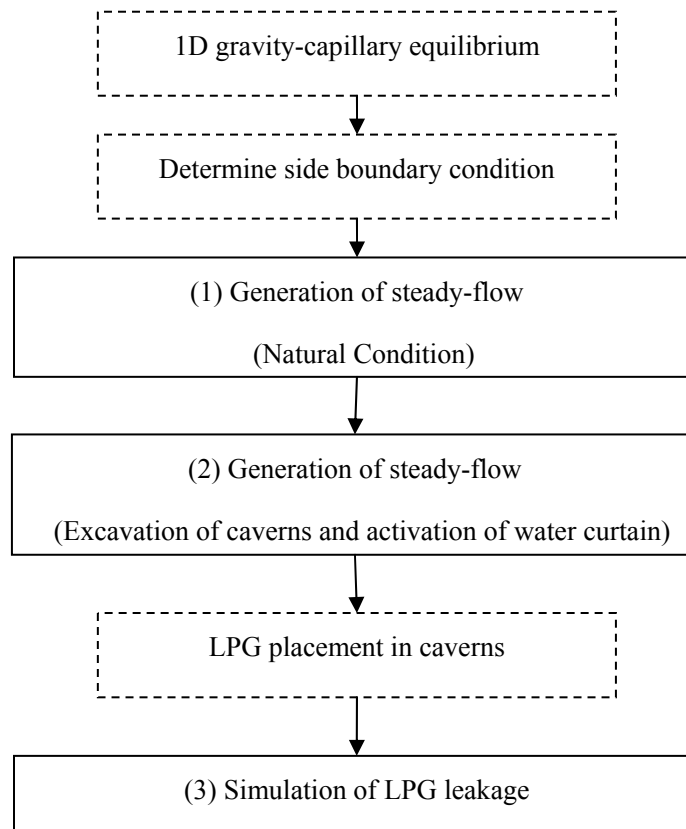 1D gravity-capillary equilibrium
Determine side boundary condition
(1) Generation of steady-flow
(Natural Condition)
(2) Generation of steady-flow
(Excavation of caverns and activation of water curtain)
LPG placement in caverns
(3) Simulation of LPG leakage